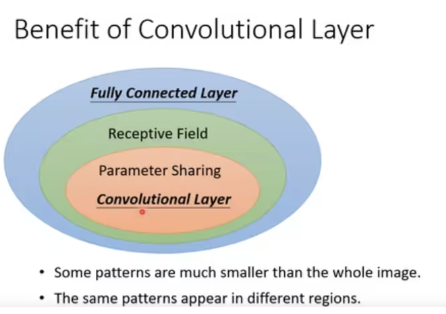 Benefit of Convolutional Layer
Fully Connected Layer
Receptive Field
Parameter Sharing
Convolutional Layer
• Some patterns are much smaller than the whole image.
• The same patterns appear in different regions.